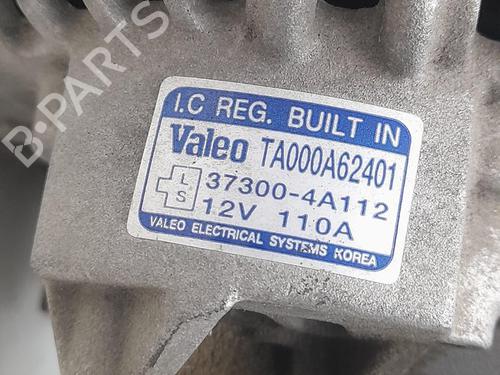 B-PARTS
I.C REG. BUILT IN
Valeo TA000A62401
L
S
37300-4A112
12V 110A
VALEO ELECTRICAL SYSTEMS KOREA